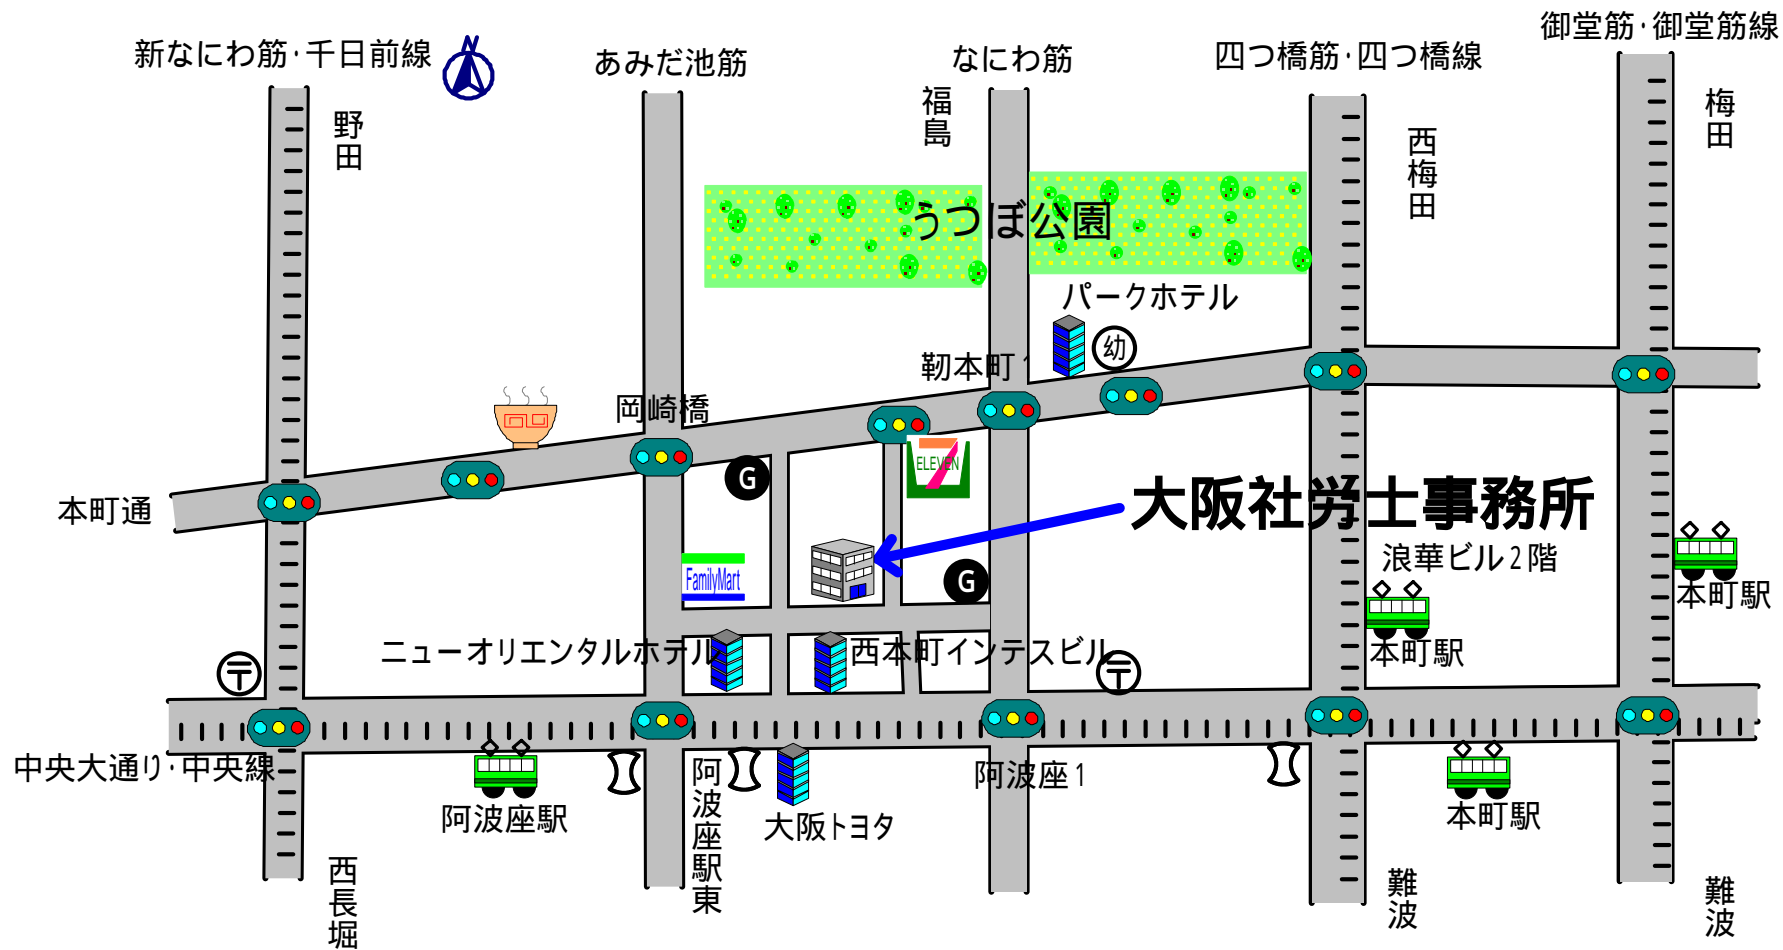 新なにわ筋･千日前線
あみだ池筋
なにわ筋
四つ橋筋･四つ橋線
御堂筋･御堂筋線
N
野田
福島
西梅田
梅田
うつぼ公園
パークホテル
幼
靭本町1
岡崎橋
ELEVEN
本町通
G
大阪社労士事務所
浪華ビル2階
FamilyMart
G
本町駅
本町駅
ニューオリエンタルホテル
西本町インテスビル
〒
〒
中央大通り･中央線
阿波座駅
阿波座駅東
大阪トヨタ
阿波座1
本町駅
西長堀
難波
難波